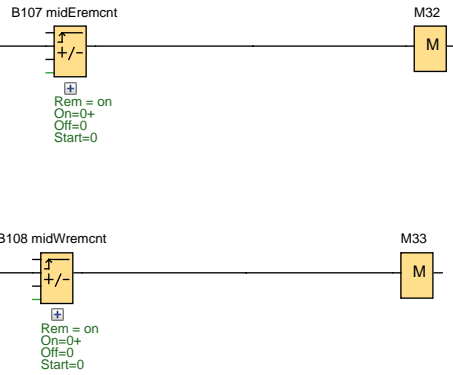 B107 midEremcnt
M32
+/-
M
Rem = on
On=0+
Off=0
Start=0
B108 midWremcnt
M33
+/-
M
Rem = on
On=0+
Off=0
Start=0